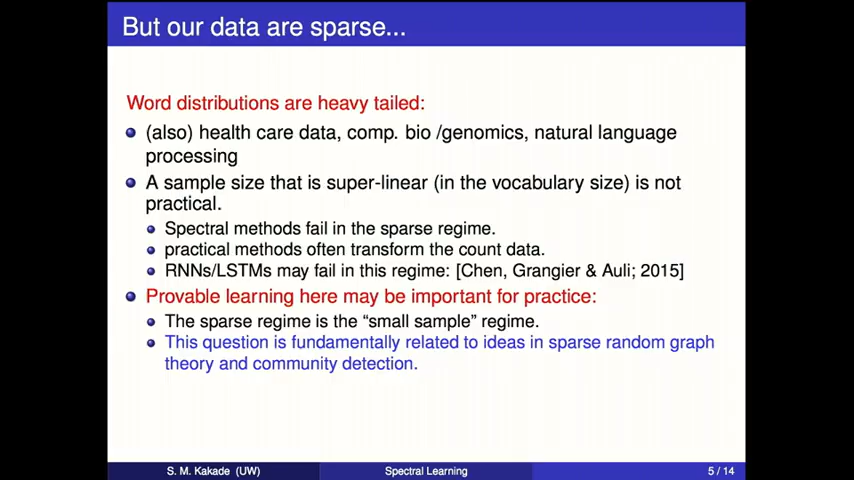 But our data are sparse...
Word distributions are heavy tailed:
(also) health care data, comp. bio /genomics, natural language
processing
A sample size that is super-linear (in the vocabulary size) is not
practical.
Spectral methods fail in the sparse regime.
practical methods often transform the count data.
RNNs/LSTMs may fail in this regime: [Chen, Grangier & Auli; 2015]
Provable learning here may be important for practice:
The sparse regime is the “small sample” regime.
This question is fundamentally related to ideas in sparse random graph
theory and community detection.
S. M. Kakade (UW) Spectral Learning 5 / 14